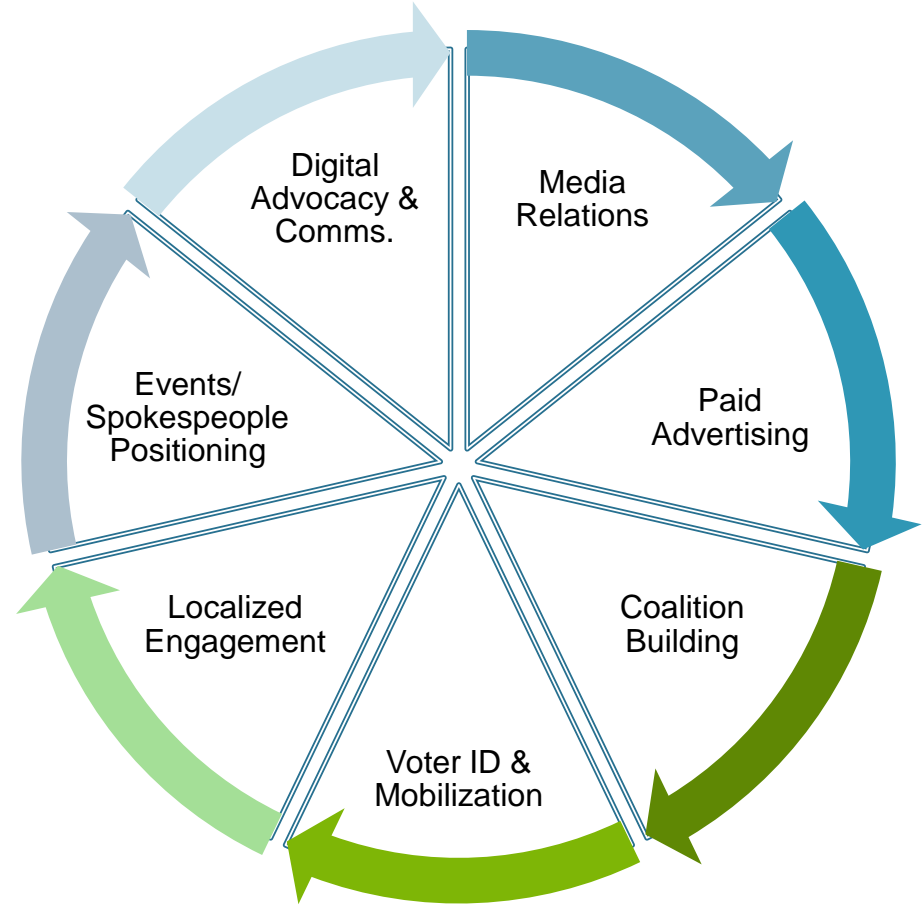 Digital
Advocacy &
Comms.
Media
Relations
Paid
Advertising
Coalition
Building
Voter ID &
Mobilization
Localized
Engagement
Events/
Spokespeople
Positioning